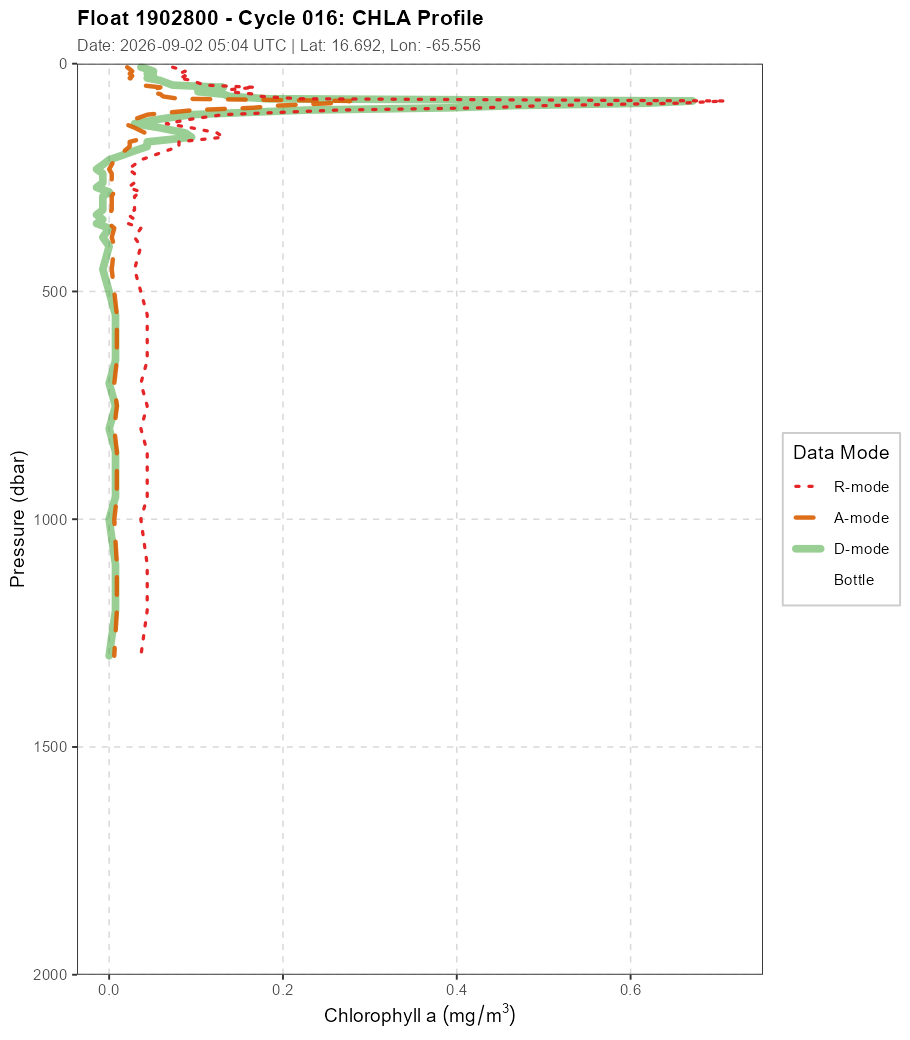 Float 1902800 - Cycle 016: CHLA Profile
Date: 2026-09-02 05:04 UTC | Lat: 16.692, Lon: -65.556
0
500
1000
1500
2000
Pressure (dbar)
0.0
0.2
0.4
0.6
Chlorophyll a (mg/m³)
Data Mode
R-mode
A-mode
D-mode
Bottle